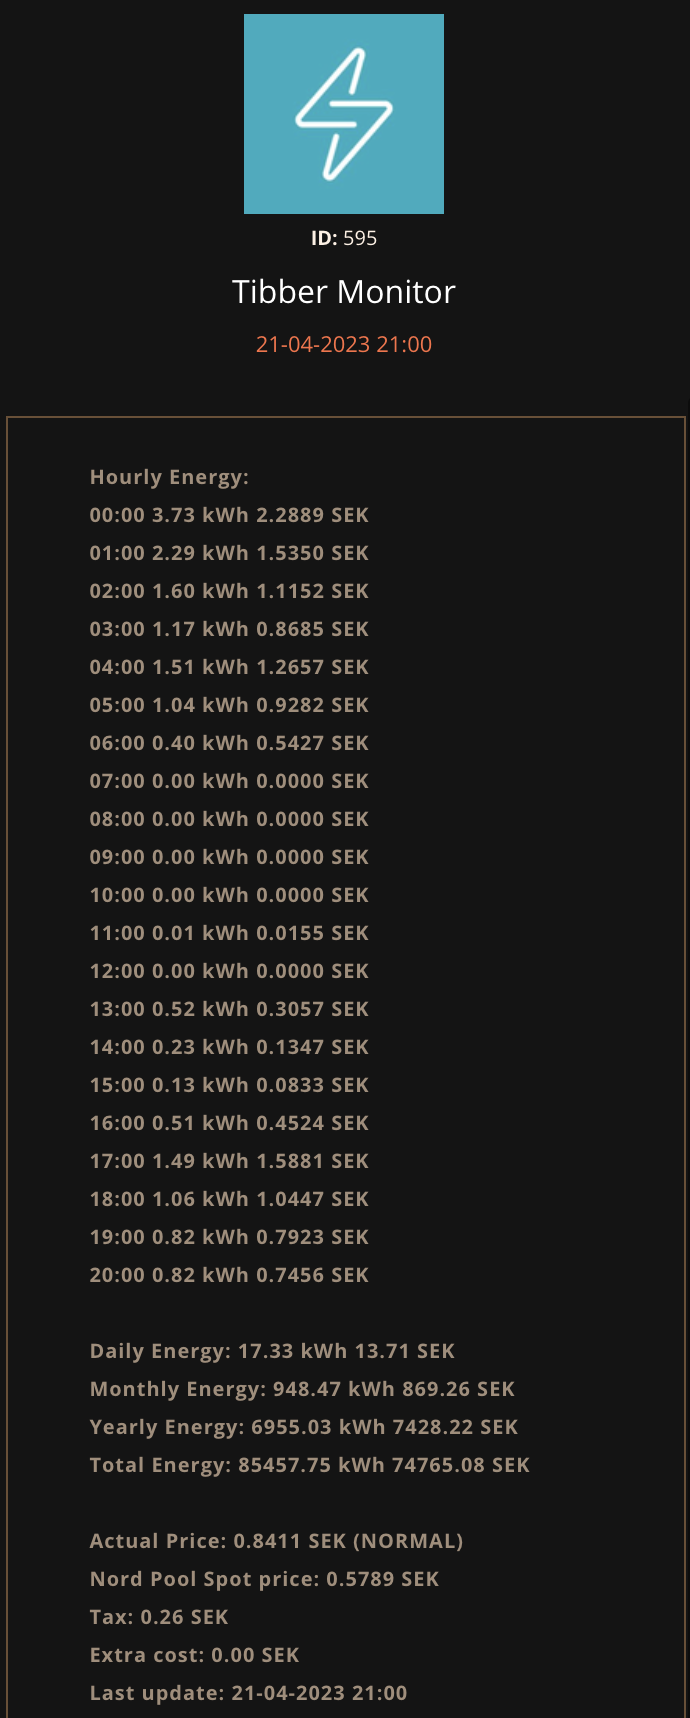 ID: 595
Tibber Monitor
21-04-2023 21:00
Hourly Energy:
00:00 3.73 kWh 2.2889 SEK
01:00 2.29 kWh 1.5350 SEK
02:00 1.60 kWh 1.1152 SEK
03:00 1.17 kWh 0.8685 SEK
04:00 1.51 kWh 1.2657 SEK
05:00 1.04 kWh 0.9282 SEK
06:00 0.40 kWh 0.5427 SEK
07:00 0.00 kWh 0.0000 SEK
08:00 0.00 kWh 0.0000 SEK
09:00 0.00 kWh 0.0000 SEK
10:00 0.00 kWh 0.0000 SEK
11:00 0.01 kWh 0.0155 SEK
12:00 0.00 kWh 0.0000 SEK
13:00 0.52 kWh 0.3057 SEK
14:00 0.23 kWh 0.1347 SEK
15:00 0.13 kWh 0.0833 SEK
16:00 0.51 kWh 0.4524 SEK
17:00 1.49 kWh 1.5881 SEK
18:00 1.06 kWh 1.0447 SEK
19:00 0.82 kWh 0.7923 SEK
20:00 0.82 kWh 0.7456 SEK
Daily Energy: 17.33 kWh 13.71 SEK
Monthly Energy: 948.47 kWh 869.26 SEK
Yearly Energy: 6955.03 kWh 7428.22 SEK
Total Energy: 85457.75 kWh 74765.08 SEK
Actual Price: 0.8411 SEK (NORMAL)
Nord Pool Spot price: 0.5789 SEK
Tax: 0.26 SEK
Extra cost: 0.00 SEK
Last update: 21-04-2023 21:00